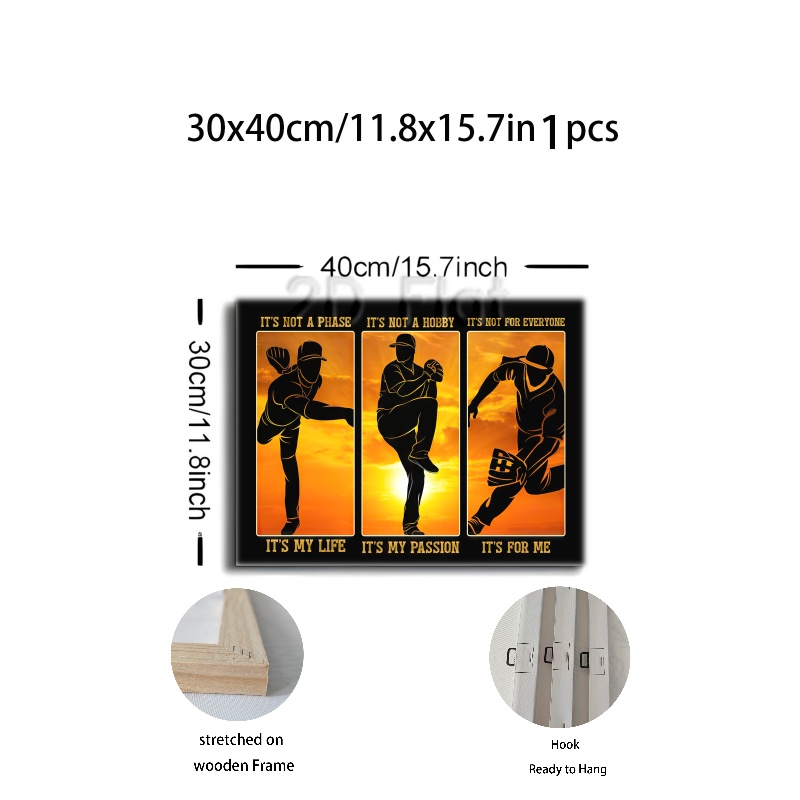 30x40cm/11.8x15.7in 1 pcs
40cm/15.7inch
2D Flat
30cm/11.8inch
IT'S NOT A PHASE
IT'S NOT A HOBBY
IT'S NOT FOR EVERYONE
IT'S MY LIFE
IT'S MY PASSION
IT'S FOR ME
stretched on
wooden Frame
Hook
Ready to Hang